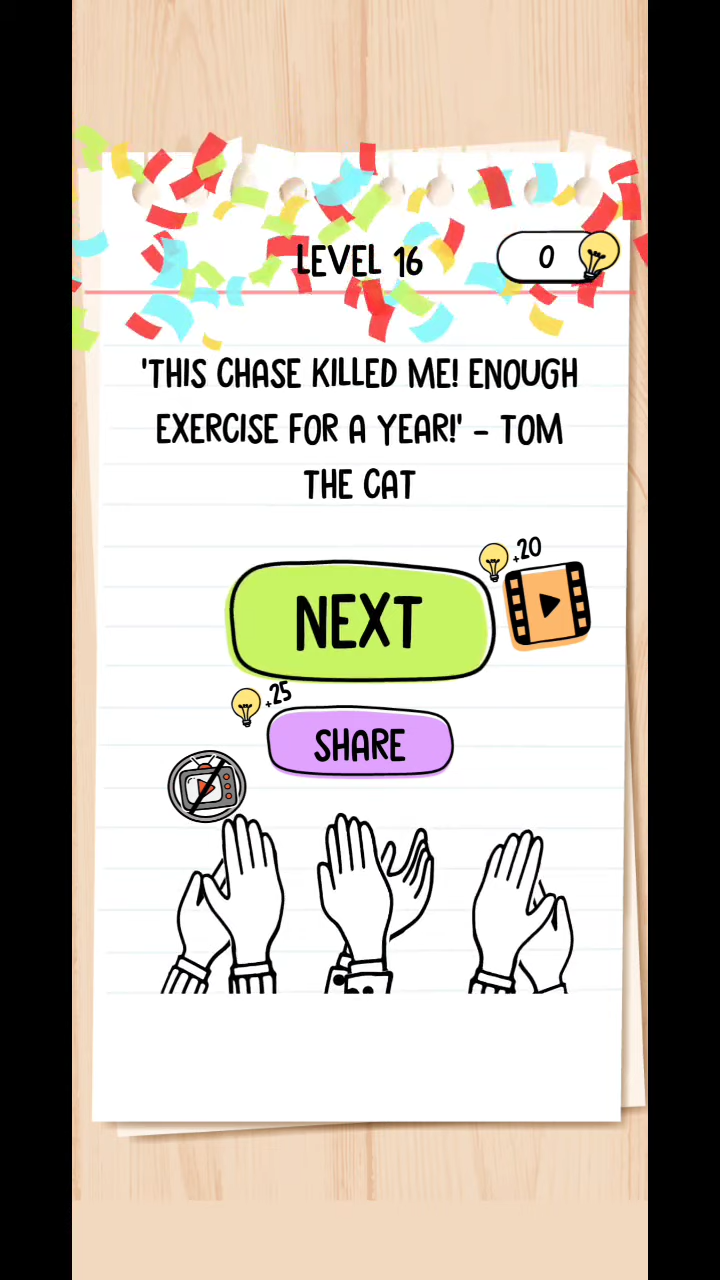 LEVEL 16
0
'THIS CHASE KILLED ME! ENOUGH
EXERCISE FOR A YEAR!' - TOM
THE CAT
+20
NEXT
+25
SHARE